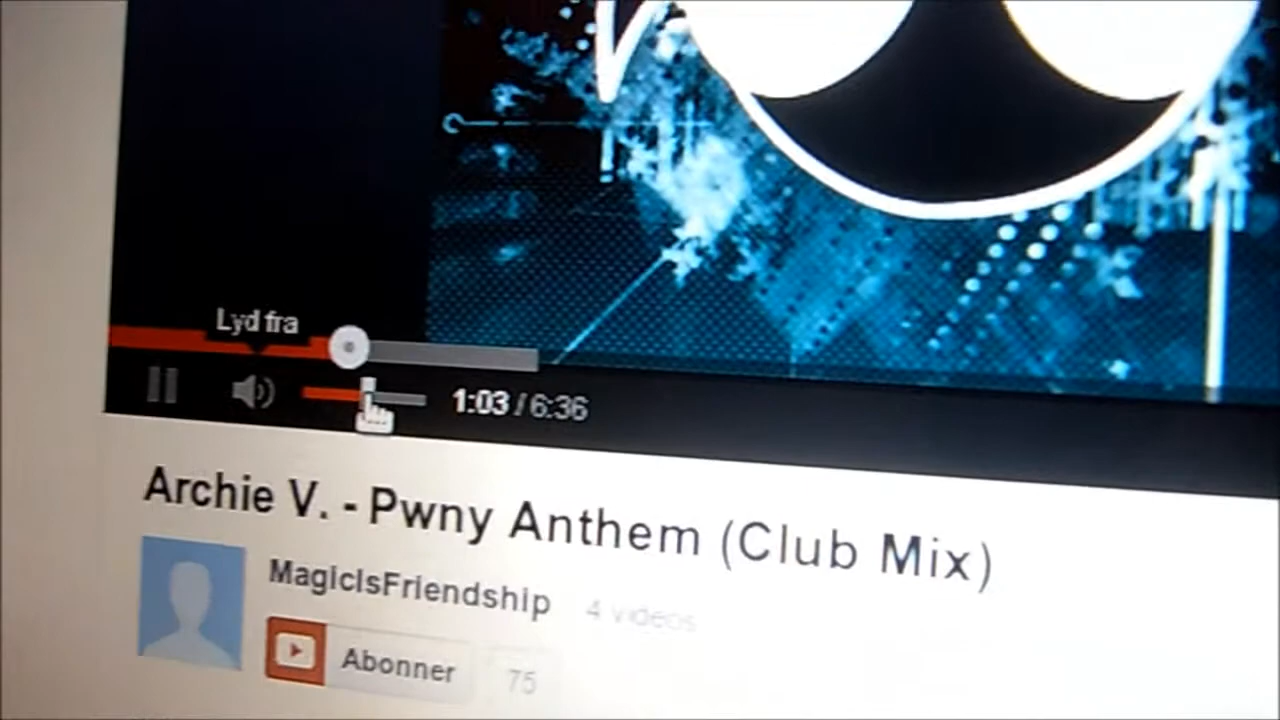 Lyd fra
1:03 / 6:36
Archie V. - Pwny Anthem (Club Mix)
MagicIsFriendship 4 videos
Abonner 75